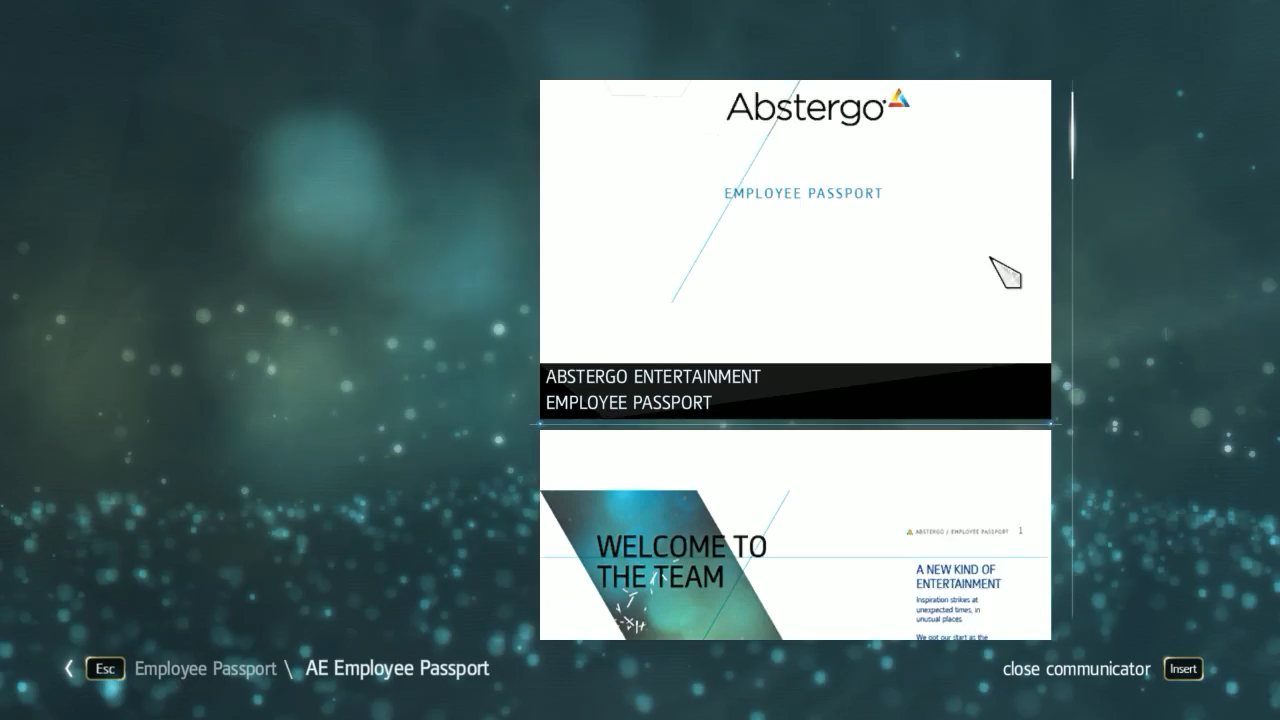 Abstergo
EMPLOYEE PASSPORT
ABSTERGO ENTERTAINMENT
EMPLOYEE PASSPORT
WELCOME TO
THE TEAM
ABSTERGO / EMPLOYEE PASSPORT 1
A NEW KIND OF
ENTERTAINMENT
Inspiration strikes at
unexpected times, in
unusual places.
We got our start as the
Esc Employee Passport \ AE Employee Passport
close communicator Insert